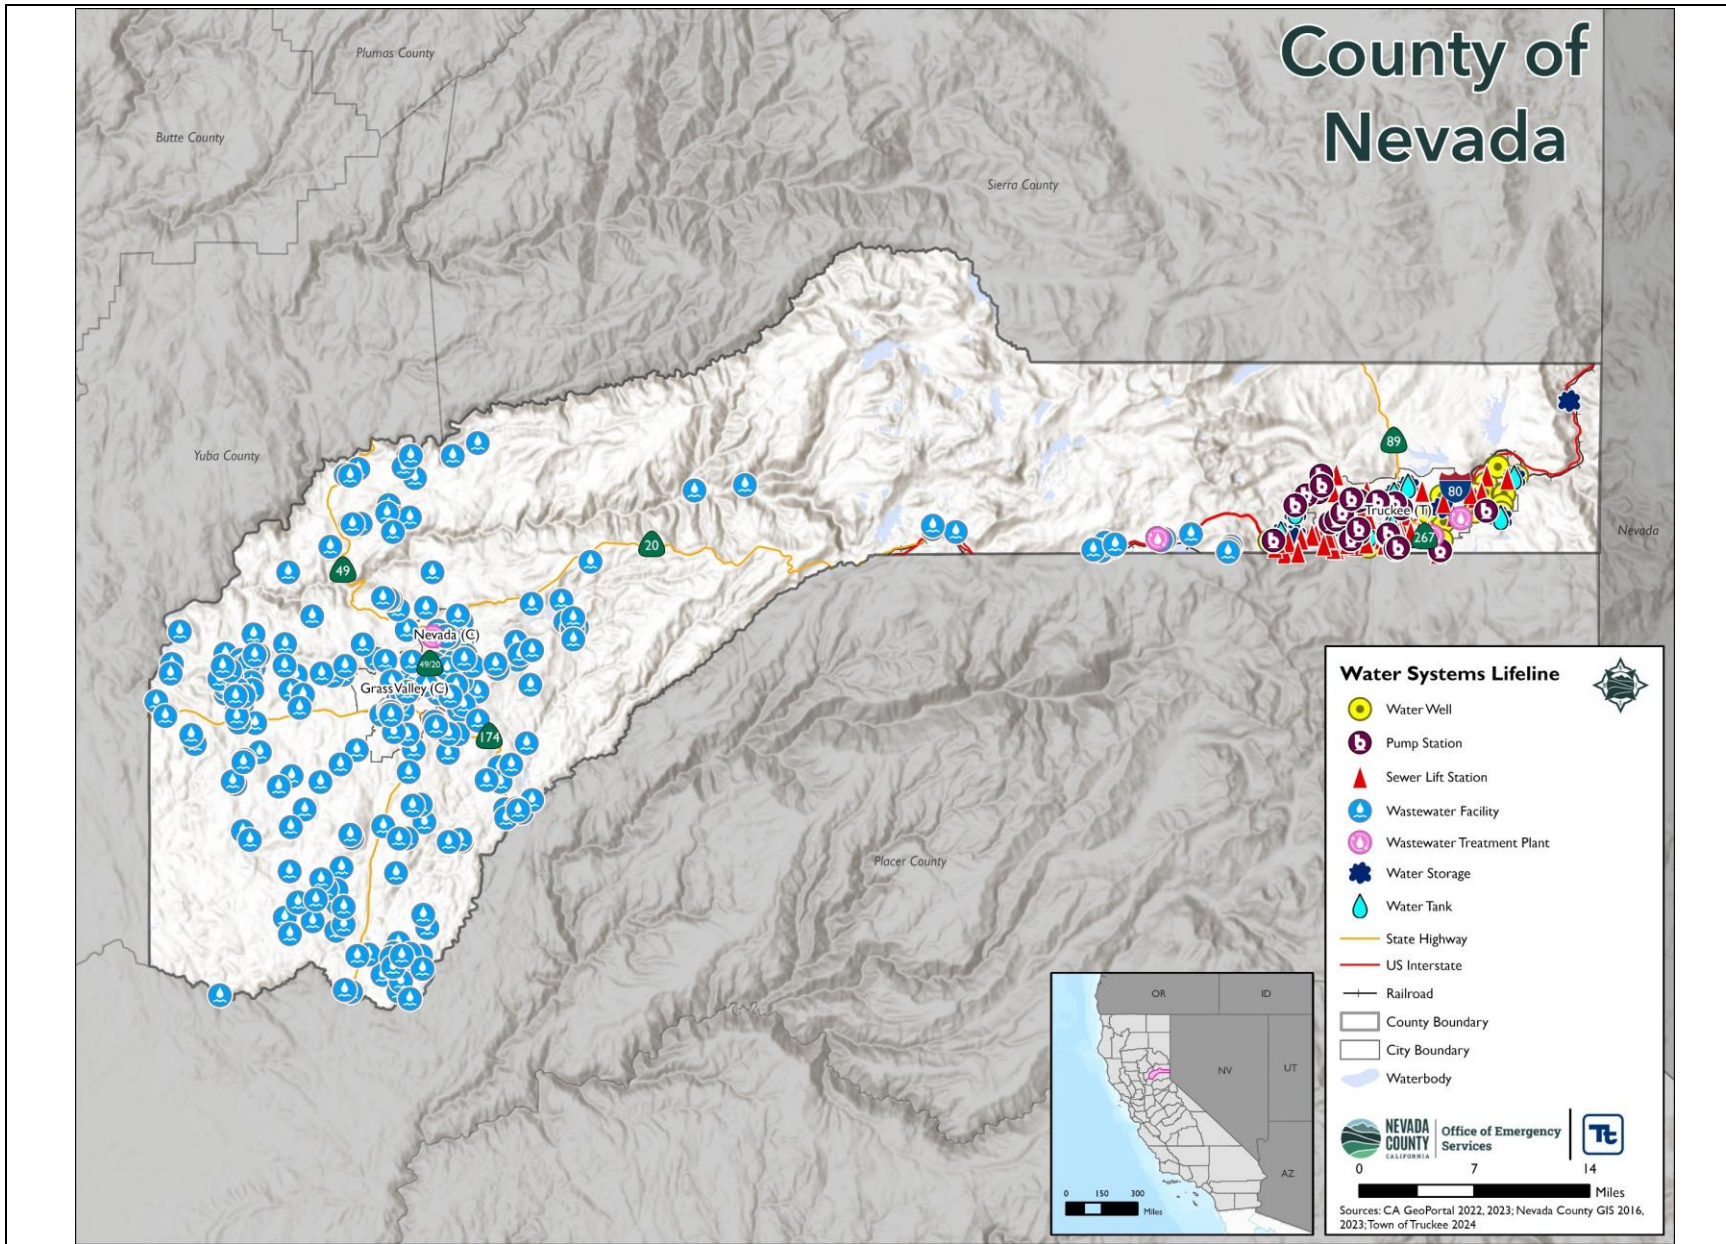 County of
Nevada
Plumas County
Butte County
Sierra County
Yuba County
89
80
Truckee (T)
267
Nevada
20
49
Nevada (C)
49/20
Grass Valley (C)
174
Placer County
Water Systems Lifeline
Water Well
Pump Station
Sewer Lift Station
Wastewater Facility
Wastewater Treatment Plant
Water Storage
Water Tank
State Highway
US Interstate
Railroad
County Boundary
City Boundary
Waterbody
NEVADA
COUNTY
CALIFORNIA
Office of Emergency
Services
Tt
0 7 14
Miles
Sources: CA GeoPortal 2022, 2023; Nevada County GIS 2016,
2023; Town of Truckee 2024
OR ID
NV UT
AZ
0 150 300
Miles